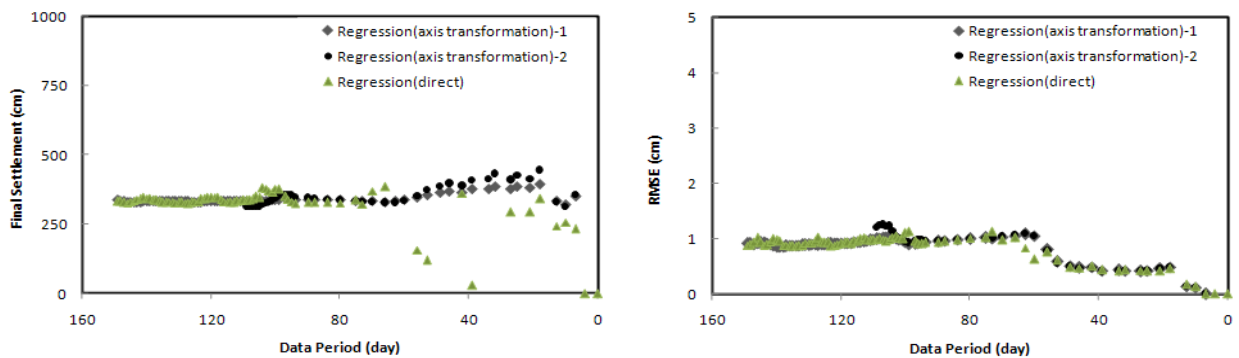 1000
750
500
250
0
Final Settlement (cm)
Regression(axis transformation)-1
Regression(axis transformation)-2
Regression(direct)
160 120 80 40 0
Data Period (day)
5
4
3
2
1
0
RMSE (cm)
Regression(axis transformation)-1
Regression(axis transformation)-2
Regression(direct)
160 120 80 40 0
Data Period (day)